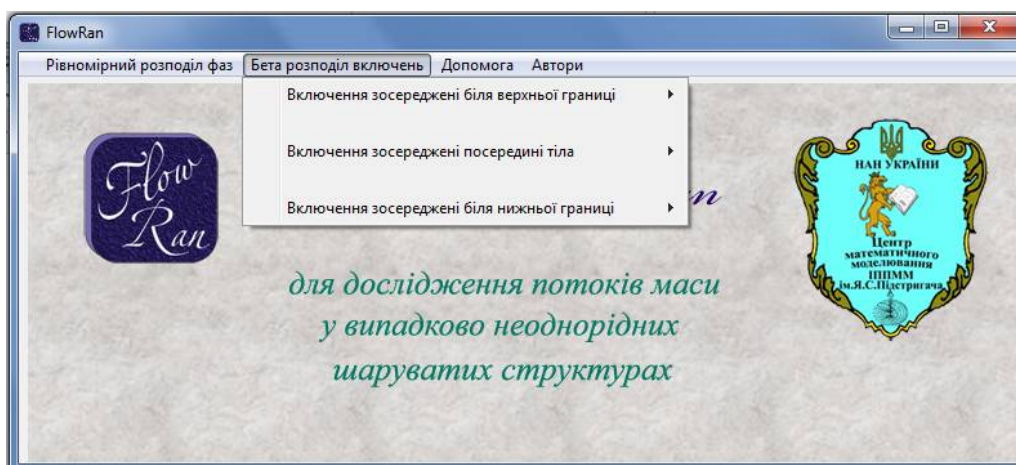 FlowRan
Рівномірний розподіл фаз Бета розподіл включень Допомога Автори
Включення зосереджені біля верхньої границі
Включення зосереджені посередині тіла
Включення зосереджені біля нижньої границі
Flow
Ran
для дослідження потоків маси
у випадково неоднорідних
шаруватих структурах
НАН УКРАЇНИ
Центр
математичного
моделювання
ІППММ
ім.Я.С.Підстригача